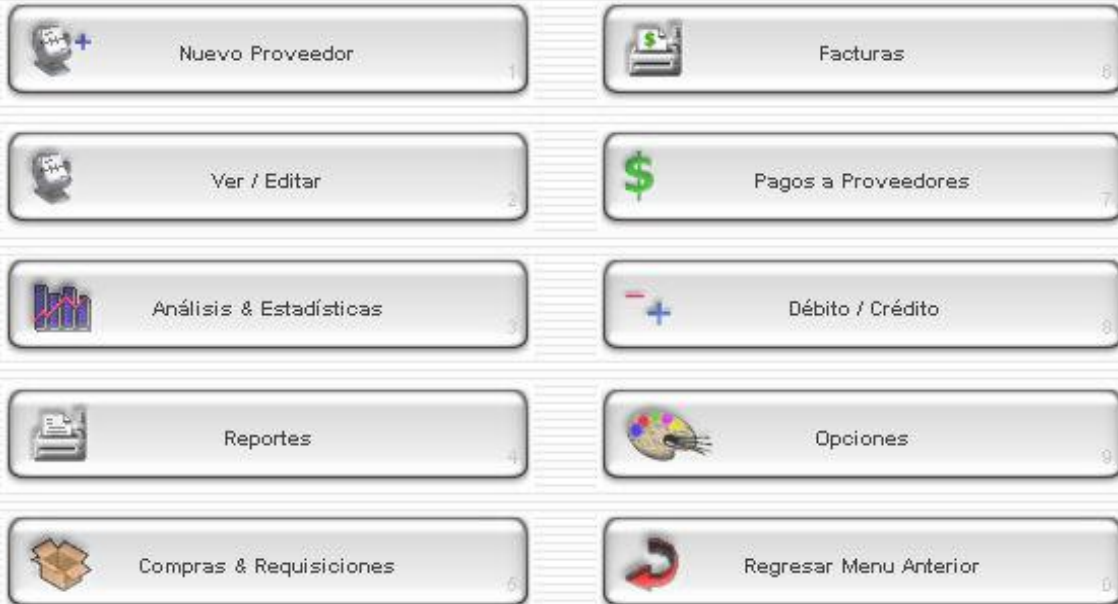 Nuevo Proveedor
1
Ver / Editar
2
Análisis & Estadísticas
3
Reportes
4
Compras & Requisiciones
5
$
Facturas
6
$
Pagos a Proveedores
7
Débito / Crédito
8
Opciones
9
Regresar Menu Anterior
0